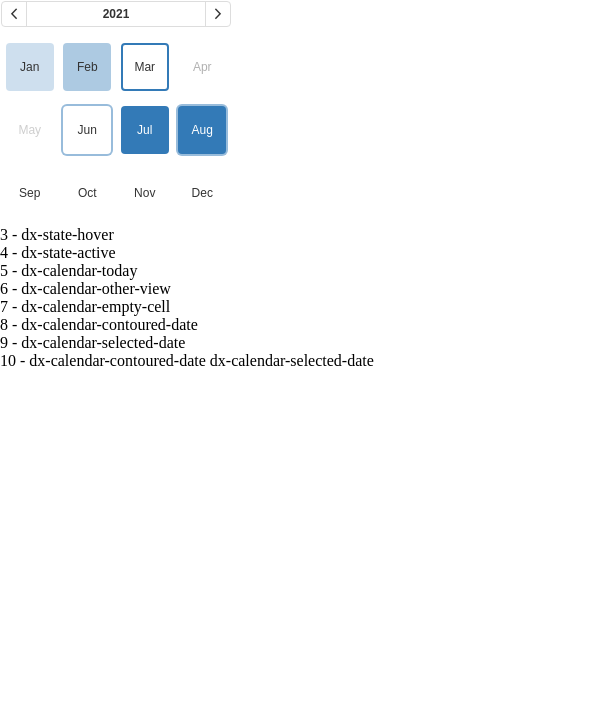 2021
Jan Feb Mar Apr
May Jun Jul Aug
Sep Oct Nov Dec
3 - dx-state-hover
4 - dx-state-active
5 - dx-calendar-today
6 - dx-calendar-other-view
7 - dx-calendar-empty-cell
8 - dx-calendar-contoured-date
9 - dx-calendar-selected-date
10 - dx-calendar-contoured-date dx-calendar-selected-date